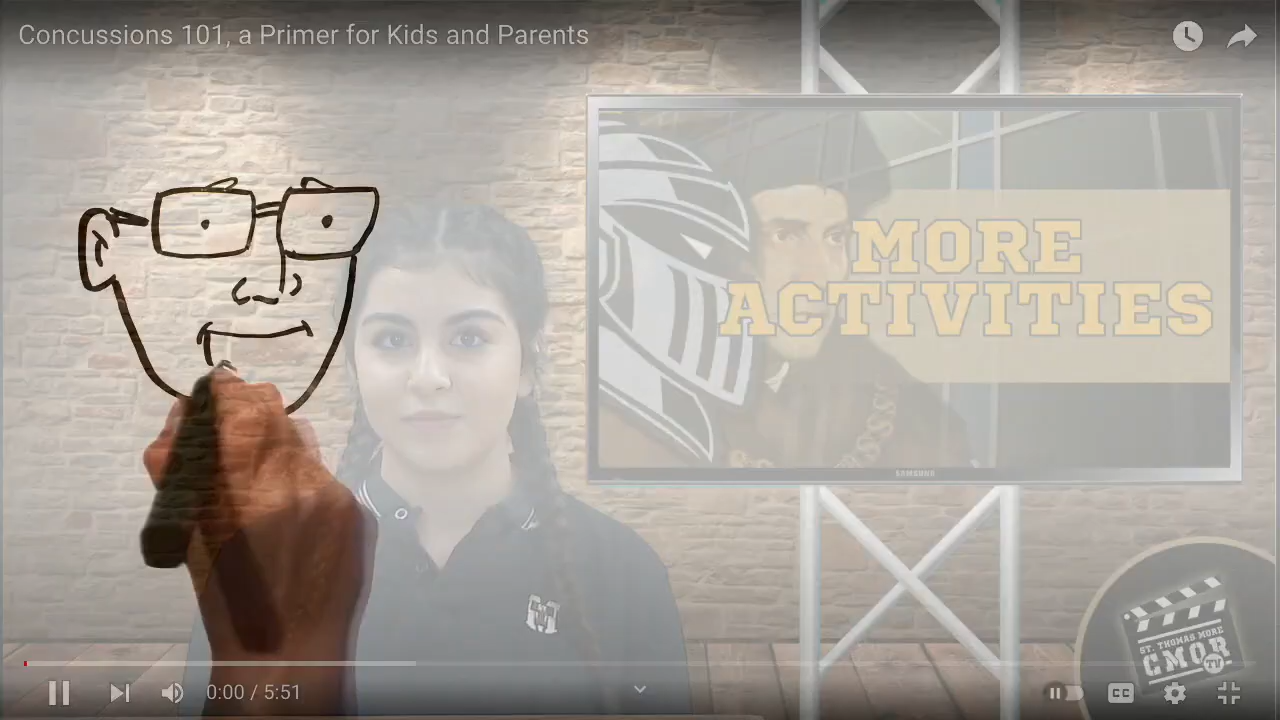 Concussions 101, a Primer for Kids and Parents
MORE
ACTIVITIES
SAMSUNG
ST. THOMAS MORE
CMOR
TV
0:00 / 5:51
CC